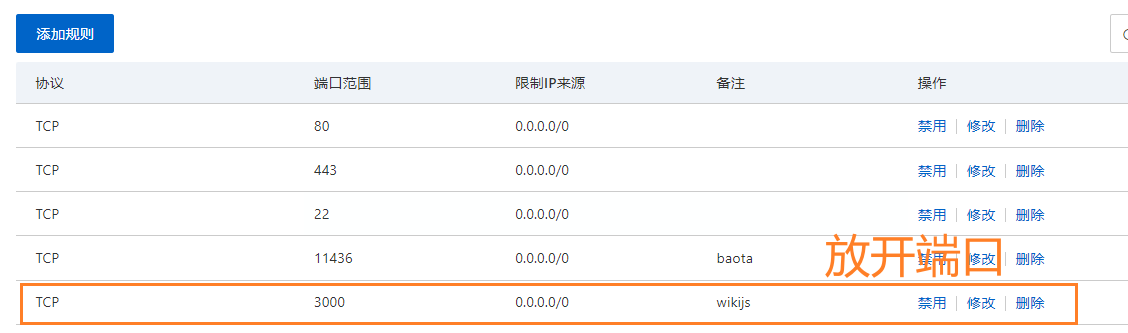 添加规则
协议 端口范围 限制IP来源 备注 操作
TCP 80 0.0.0.0/0 禁用 修改 删除
TCP 443 0.0.0.0/0 禁用 修改 删除
TCP 22 0.0.0.0/0 禁用 修改 删除
TCP 11436 0.0.0.0/0 baota 禁用 修改 删除
放开端口
TCP 3000 0.0.0.0/0 wikijs 禁用 修改 删除